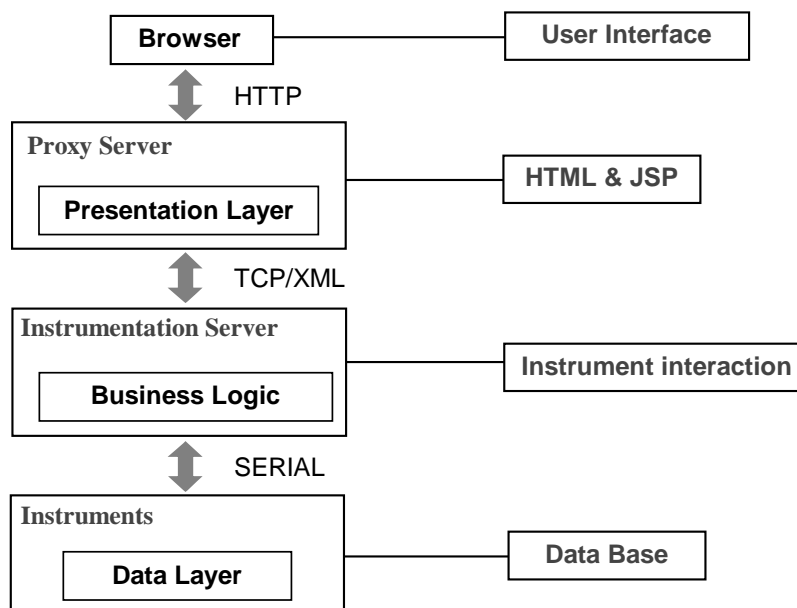 Browser
User Interface
HTTP
Proxy Server
HTML & JSP
Presentation Layer
TCP/XML
Instrumentation Server
Instrument interaction
Business Logic
SERIAL
Instruments
Data Base
Data Layer